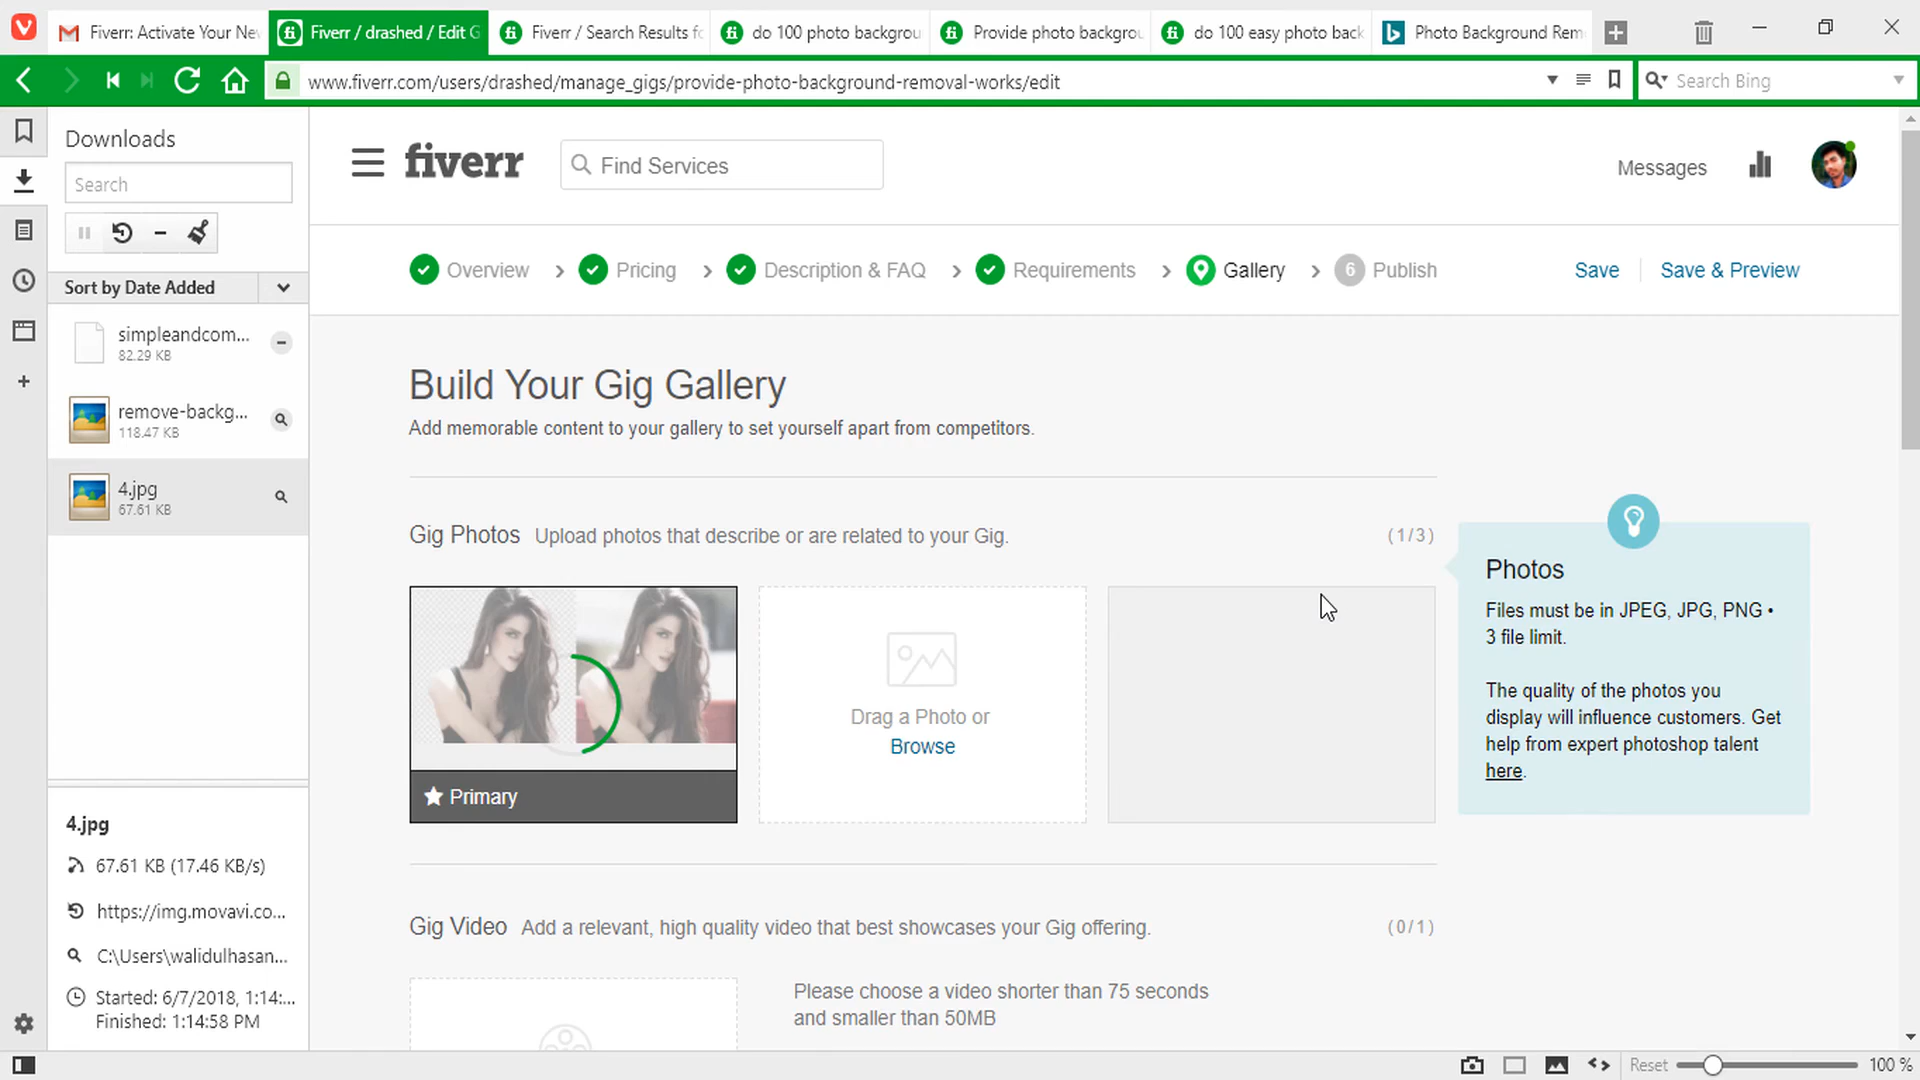 Fiverr: Activate Your Nev
Fiverr / drashed / Edit G
Fiverr / Search Results fo
do 100 photo backgrou
Provide photo backgrou
do 100 easy photo back
Photo Background Rem
www.fiverr.com/users/drashed/manage_gigs/provide-photo-background-removal-works/edit
Search Bing
Downloads
Search
Sort by Date Added
simpleandcom...
82.29 KB
remove-backg...
118.47 KB
4.jpg
67.61 KB
4.jpg
67.61 KB (17.46 KB/s)
https://img.movavi.co...
C:\Users\walidulhasan...
Started: 6/7/2018, 1:14:...
Finished: 1:14:58 PM
fiverr
Find Services
Messages
Overview
Pricing
Description & FAQ
Requirements
Gallery
6 Publish
Save
Save & Preview
Build Your Gig Gallery
Add memorable content to your gallery to set yourself apart from competitors.
Gig Photos Upload photos that describe or are related to your Gig. (1/3)
Primary
Drag a Photo or
Browse
Photos
Files must be in JPEG, JPG, PNG •
3 file limit.
The quality of the photos you
display will influence customers. Get
help from expert photoshop talent
here.
Gig Video Add a relevant, high quality video that best showcases your Gig offering. (0/1)
Please choose a video shorter than 75 seconds
and smaller than 50MB
Reset
100 %